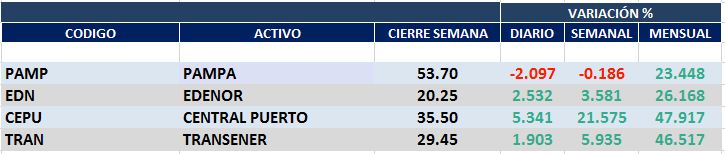 VARIACIÓN %
CODIGO ACTIVO CIERRE SEMANA DIARIO SEMANAL MENSUAL
PAMP PAMPA 53.70 -2.097 -0.186 23.448
EDN EDENOR 20.25 2.532 3.581 26.168
CEPU CENTRAL PUERTO 35.50 5.341 21.575 47.917
TRAN TRANSENER 29.45 1.903 5.935 46.517